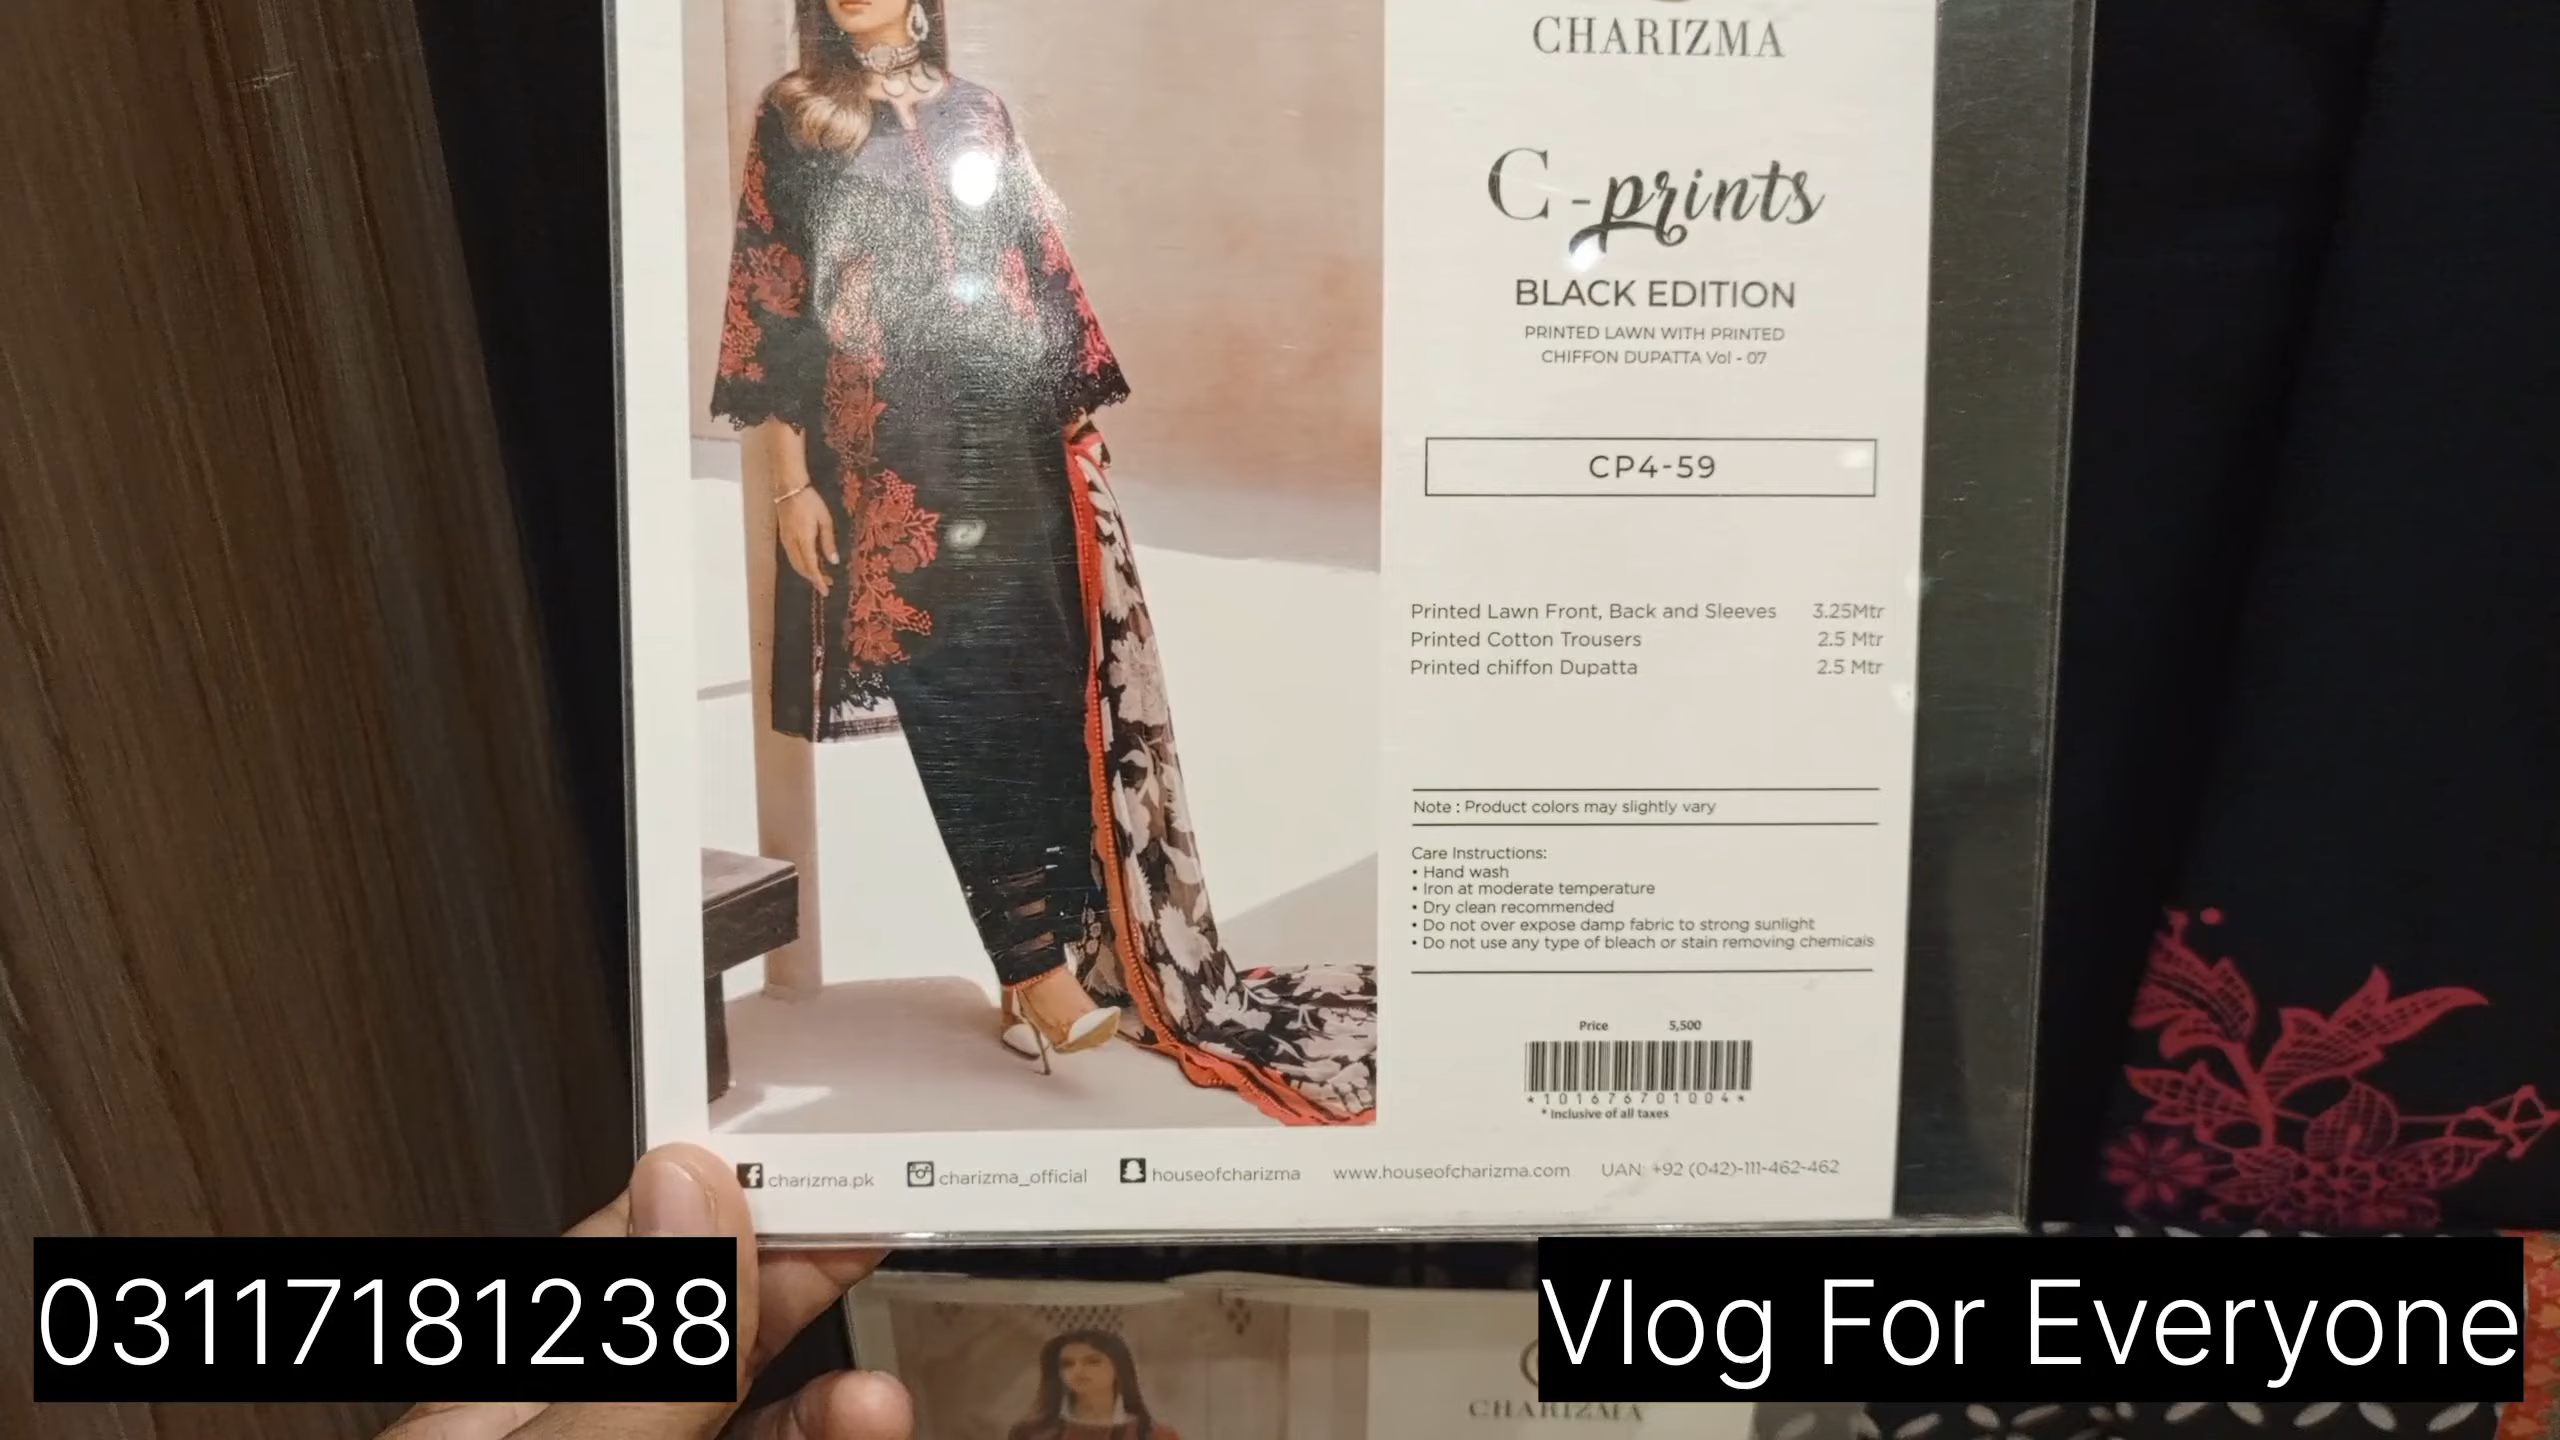 CHARIZMA
C-prints
BLACK EDITION
PRINTED LAWN WITH PRINTED
CHIFFON DUPATTA Vol - 07
CP4-59
Printed Lawn Front, Back and Sleeves 3.25Mtr
Printed Cotton Trousers 2.5 Mtr
Printed chiffon Dupatta 2.5 Mtr
Note : Product colors may slightly vary
Care Instructions:
• Hand wash
• Iron at moderate temperature
• Dry clean recommended
• Do not over expose damp fabric to strong sunlight
• Do not use any type of bleach or stain removing chemicals
Price 5,500
*101676701004*
* Inclusive of all taxes
charizma.pk charizma_official houseofcharizma www.houseofcharizma.com UAN: +92 (042)-111-462-462
03117181238
Vlog For Everyone
CHARIZMA